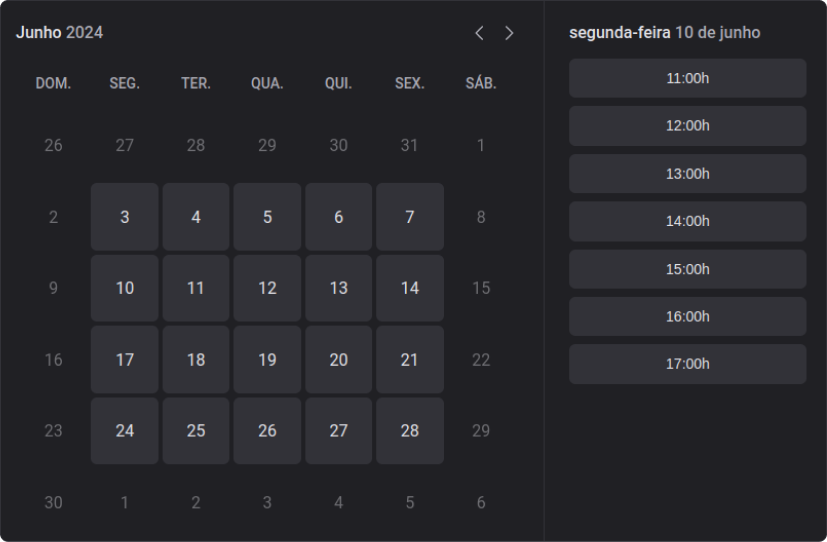 Junho 2024
DOM. SEG. TER. QUA. QUI. SEX. SÁB.
26 27 28 29 30 31 1
2 3 4 5 6 7 8
9 10 11 12 13 14 15
16 17 18 19 20 21 22
23 24 25 26 27 28 29
30 1 2 3 4 5 6
segunda-feira 10 de junho
11:00h
12:00h
13:00h
14:00h
15:00h
16:00h
17:00h